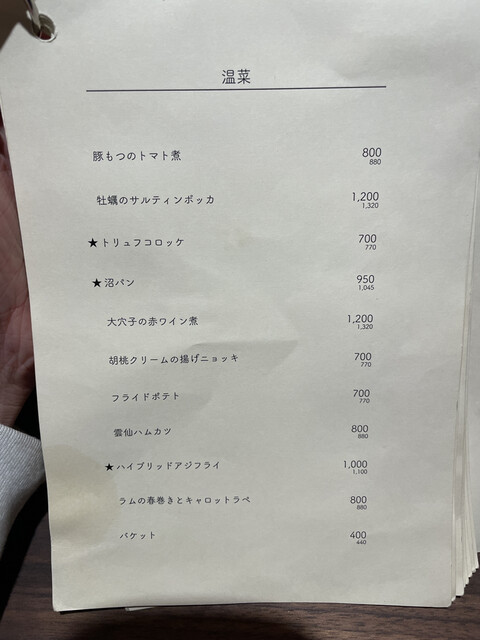 温菜
豚もつのトマト煮 800
880
牡蠣のサルティンボッカ 1,200
1,320
★トリュフコロッケ 700
770
★沼パン 950
1,045
大穴子の赤ワイン煮 1,200
1,320
胡桃クリームの揚げニョッキ 700
770
フライドポテト 700
770
雲仙ハムカツ 800
880
★ハイブリッドアジフライ 1,000
1,100
ラムの春巻きとキャロットラペ 800
880
バケット 400
440